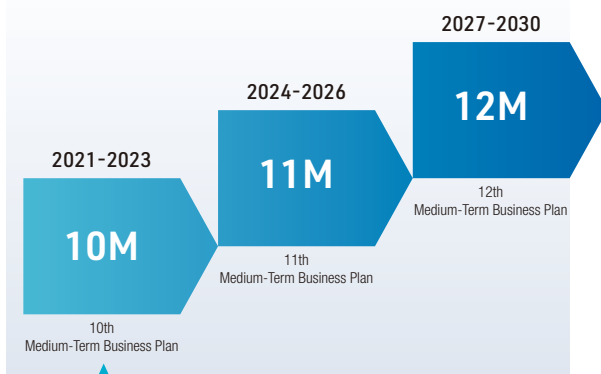 2021-2023
10M
10th
Medium-Term Business Plan
2024-2026
11M
11th
Medium-Term Business Plan
2027-2030
12M
12th
Medium-Term Business Plan